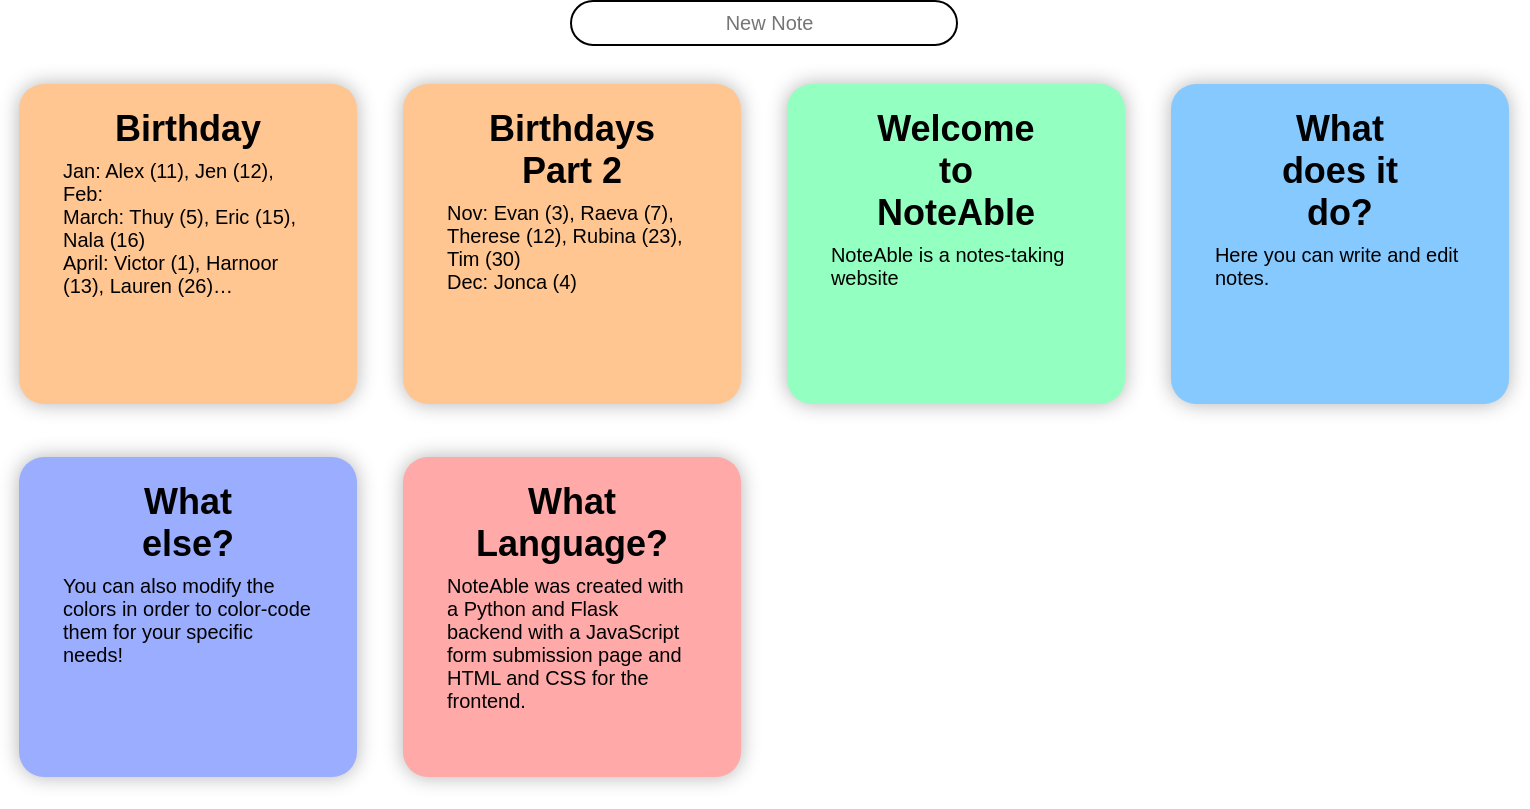 New Note
Birthday
Jan: Alex (11), Jen (12),
Feb:
March: Thuy (5), Eric (15),
Nala (16)
April: Victor (1), Harnoor
(13), Lauren (26)…
Birthdays
Part 2
Nov: Evan (3), Raeva (7),
Therese (12), Rubina (23),
Tim (30)
Dec: Jonca (4)
Welcome
to
NoteAble
NoteAble is a notes-taking
website
What
does it
do?
Here you can write and edit
notes.
What
else?
You can also modify the
colors in order to color-code
them for your specific
needs!
What
Language?
NoteAble was created with
a Python and Flask
backend with a JavaScript
form submission page and
HTML and CSS for the
frontend.